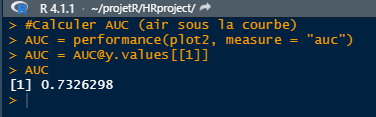 R 4.1.1 · ~/projetR/HRproject/
> #Calculer AUC (air sous la courbe)
> AUC = performance(plot2, measure = "auc")
> AUC = AUC@y.values[[1]]
> AUC
[1] 0.7326298
>